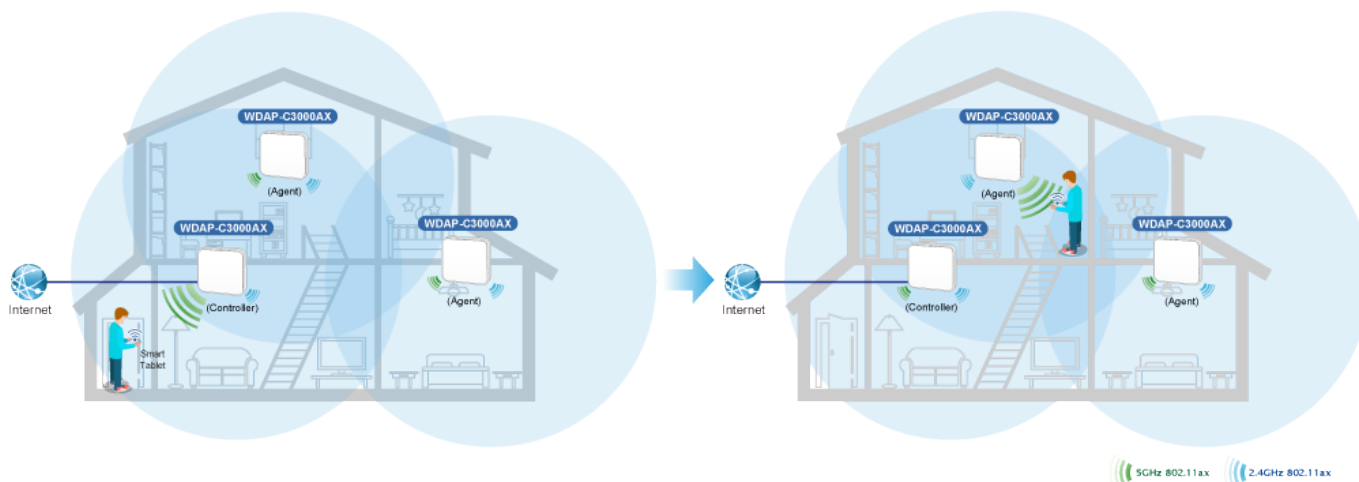 WDAP-C3000AX
(Agent)
WDAP-C3000AX
WDAP-C3000AX
(Agent)
(Controller)
Internet
Smart
Tablet
WDAP-C3000AX
(Agent)
WDAP-C3000AX
WDAP-C3000AX
(Agent)
(Controller)
Internet
5GHz 802.11ax
2.4GHz 802.11ax